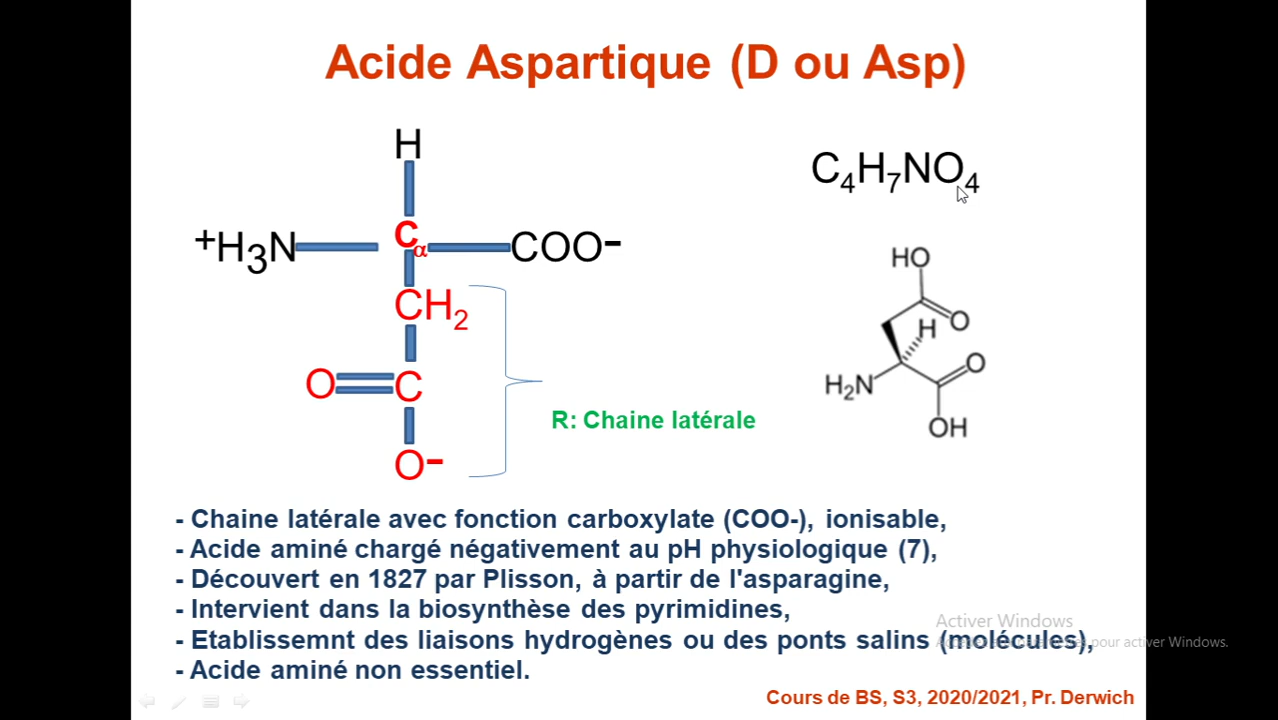 Acide Aspartique (D ou Asp)
H
C₄H₇NO₄
⁺H₃N
Cα
COO⁻
HO
CH₂
O
H
O
O
C
H₂N
R: Chaine latérale
OH
O⁻
- Chaine latérale avec fonction carboxylate (COO-), ionisable,
- Acide aminé chargé négativement au pH physiologique (7),
- Découvert en 1827 par Plisson, à partir de l'asparagine,
- Intervient dans la biosynthèse des pyrimidines,
Activer Windows
- Etablissemnt des liaisons hydrogènes ou des ponts salins (molécules),
pour activer Windows.
- Acide aminé non essentiel.
Cours de BS, S3, 2020/2021, Pr. Derwich